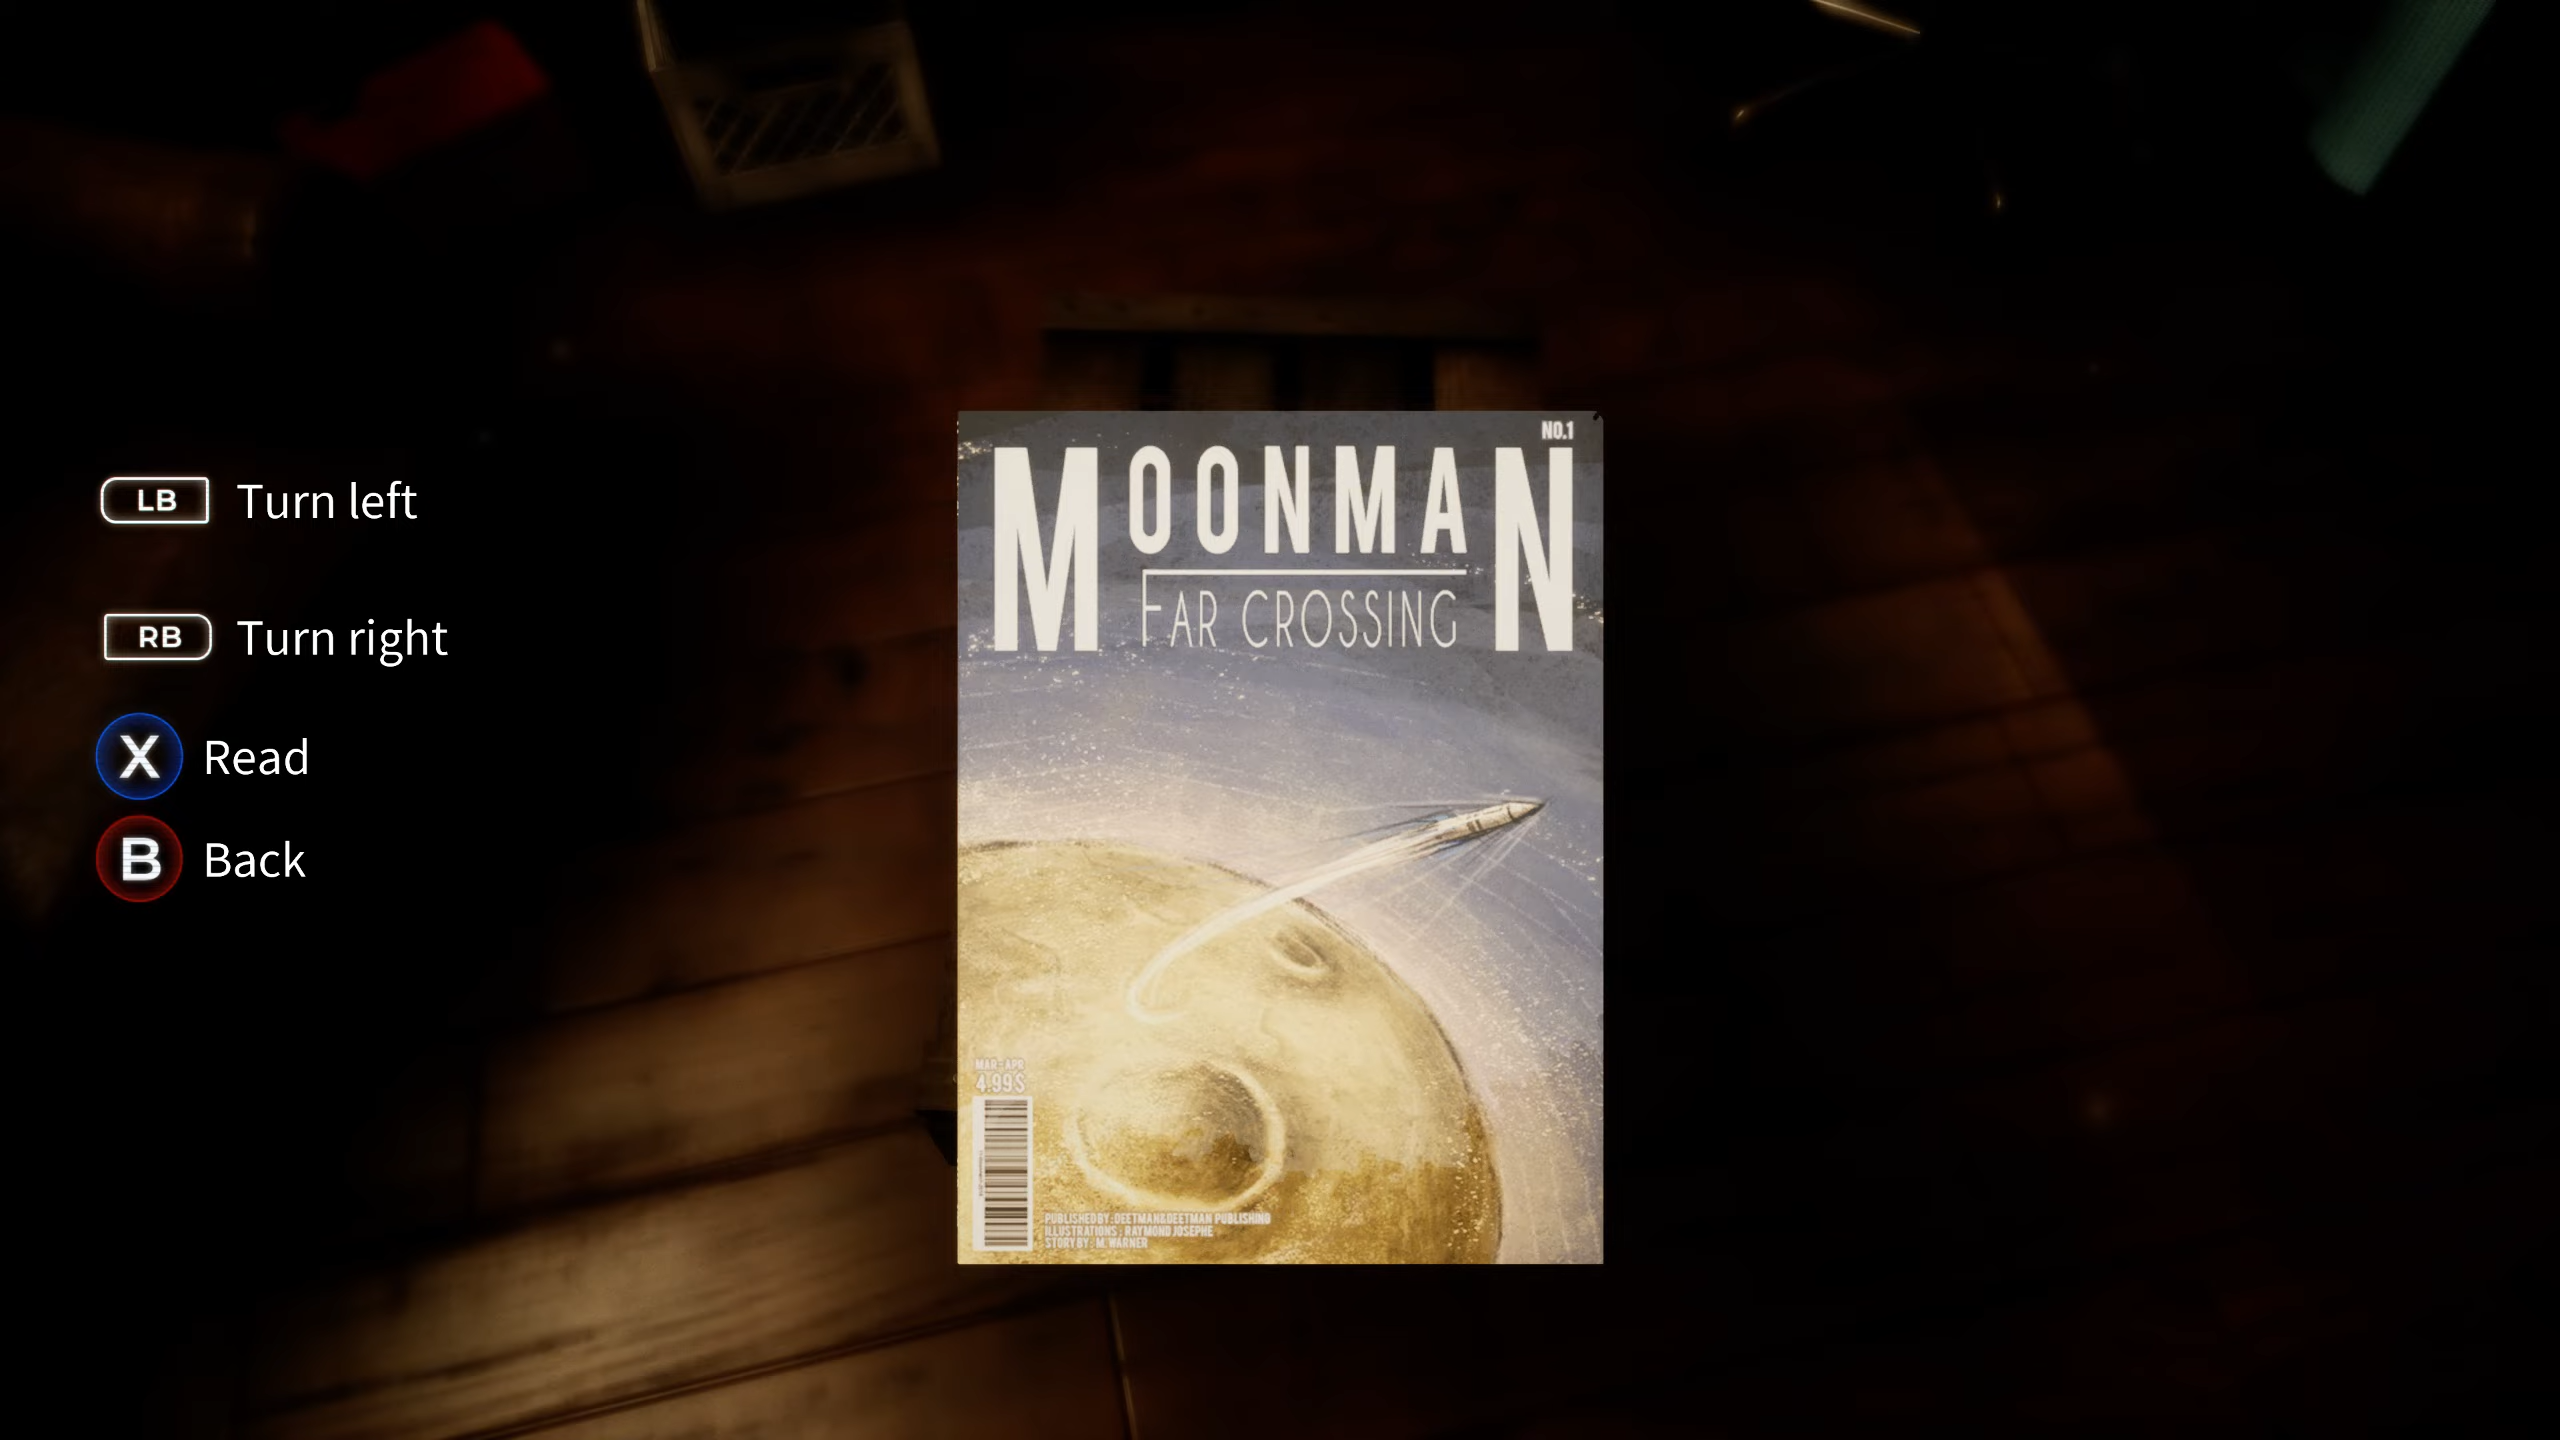 LB Turn left
RB Turn right
X Read
B Back
NO.1
MOONMAN
FAR CROSSING
MAR-APR
4.99$
PUBLISHED BY: DEETMAN&DEETMAN PUBLISHING
ILLUSTRATIONS: RAYMOND JOSEPHE
STORY BY: M. WARNER